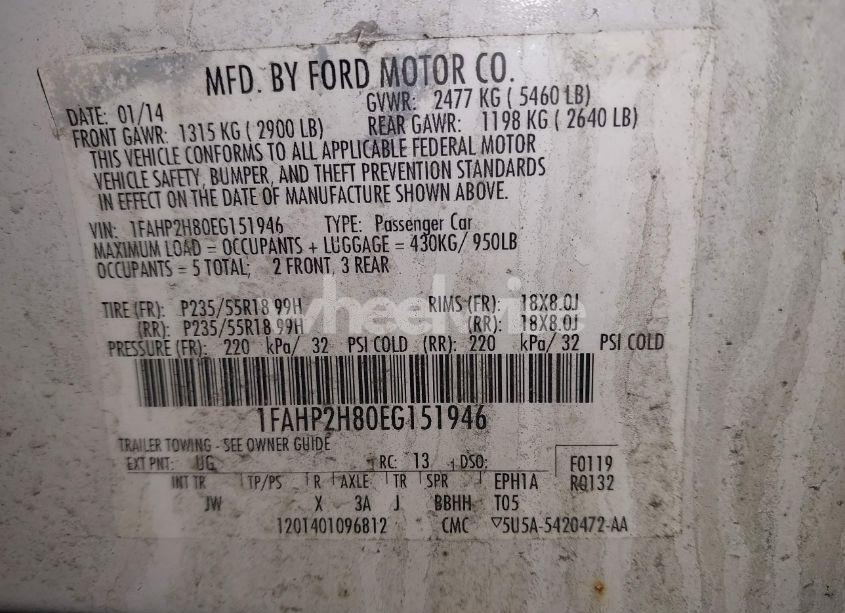 MFD. BY FORD MOTOR CO.
DATE: 01/14 GVWR: 2477 KG ( 5460 LB)
FRONT GAWR: 1315 KG ( 2900 LB) REAR GAWR: 1198 KG ( 2640 LB)
THIS VEHICLE CONFORMS TO ALL APPLICABLE FEDERAL MOTOR
VEHICLE SAFETY, BUMPER, AND THEFT PREVENTION STANDARDS
IN EFFECT ON THE DATE OF MANUFACTURE SHOWN ABOVE.
VIN: 1FAHP2H80EG151946 TYPE: Passenger Car
MAXIMUM LOAD = OCCUPANTS + LUGGAGE = 430KG/ 950LB
OCCUPANTS = 5 TOTAL; 2 FRONT, 3 REAR
TIRE (FR): P235/55R18 99H RIMS (FR): 18X8.0J
(RR): P235/55R18 99H (RR): 18X8.0J
PRESSURE (FR): 220 kPa/ 32 PSI COLD (RR): 220 kPa/ 32 PSI COLD
1FAHP2H80EG151946
TRAILER TOWING - SEE OWNER GUIDE
EXT PNT: UG RC: 13 DSO: F0119
INT TR TP/PS R AXLE TR SPR EPH1A RQ132
JW X 3A J BBHH T05
1201401096812 CMC ▽5U5A-5420472-AA